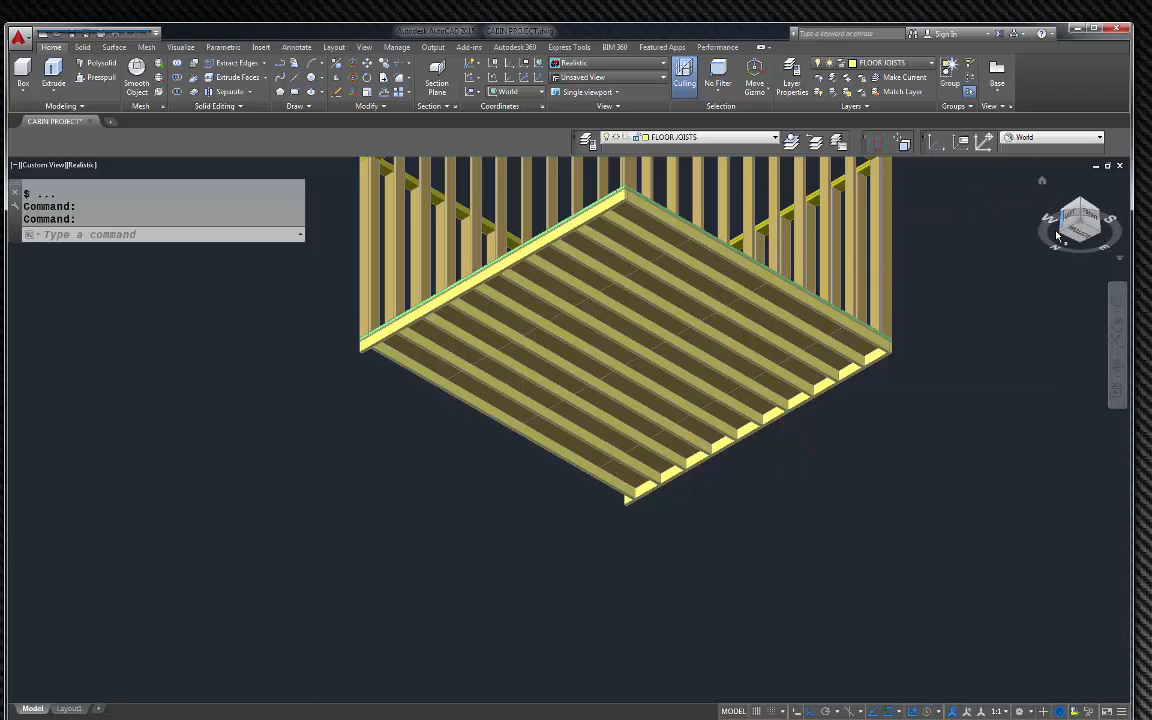 Autodesk AutoCAD 2015 CABIN PROJECT.dwg
Type a keyword or phrase
Sign In
Home Solid Surface Mesh Visualize Parametric Insert Annotate Layout View Manage Output Add-ins Autodesk 360 Express Tools BIM 360 Featured Apps Performance
Box
Extrude
Polysolid
Presspull
Smooth
Object
Extract Edges
Extrude Faces
Separate
Section
Plane
World
Realistic
Unsaved View
Single viewport
Culling
No Filter
Move
Gizmo
Layer
Properties
FLOOR JOISTS
Make Current
Match Layer
Group
Base
Modeling
Mesh
Solid Editing
Draw
Modify
Section
Coordinates
View
Selection
Layers
Groups
View
CABIN PROJECT*
FLOOR JOISTS
World
[−][Custom View][Realistic]
$ ...
Command:
Command:
Type a command
W
S
N
E
Model Layout1
MODEL
1:1